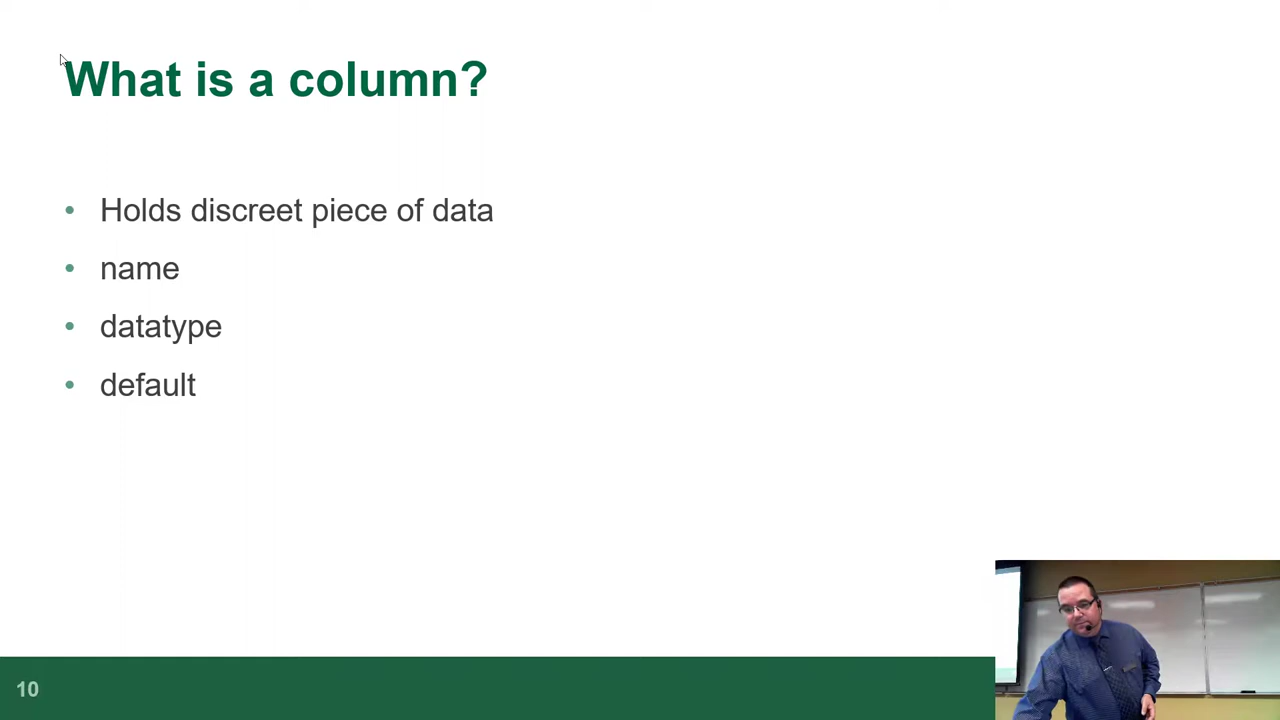 What is a column?
• Holds discreet piece of data
• name
• datatype
• default
10